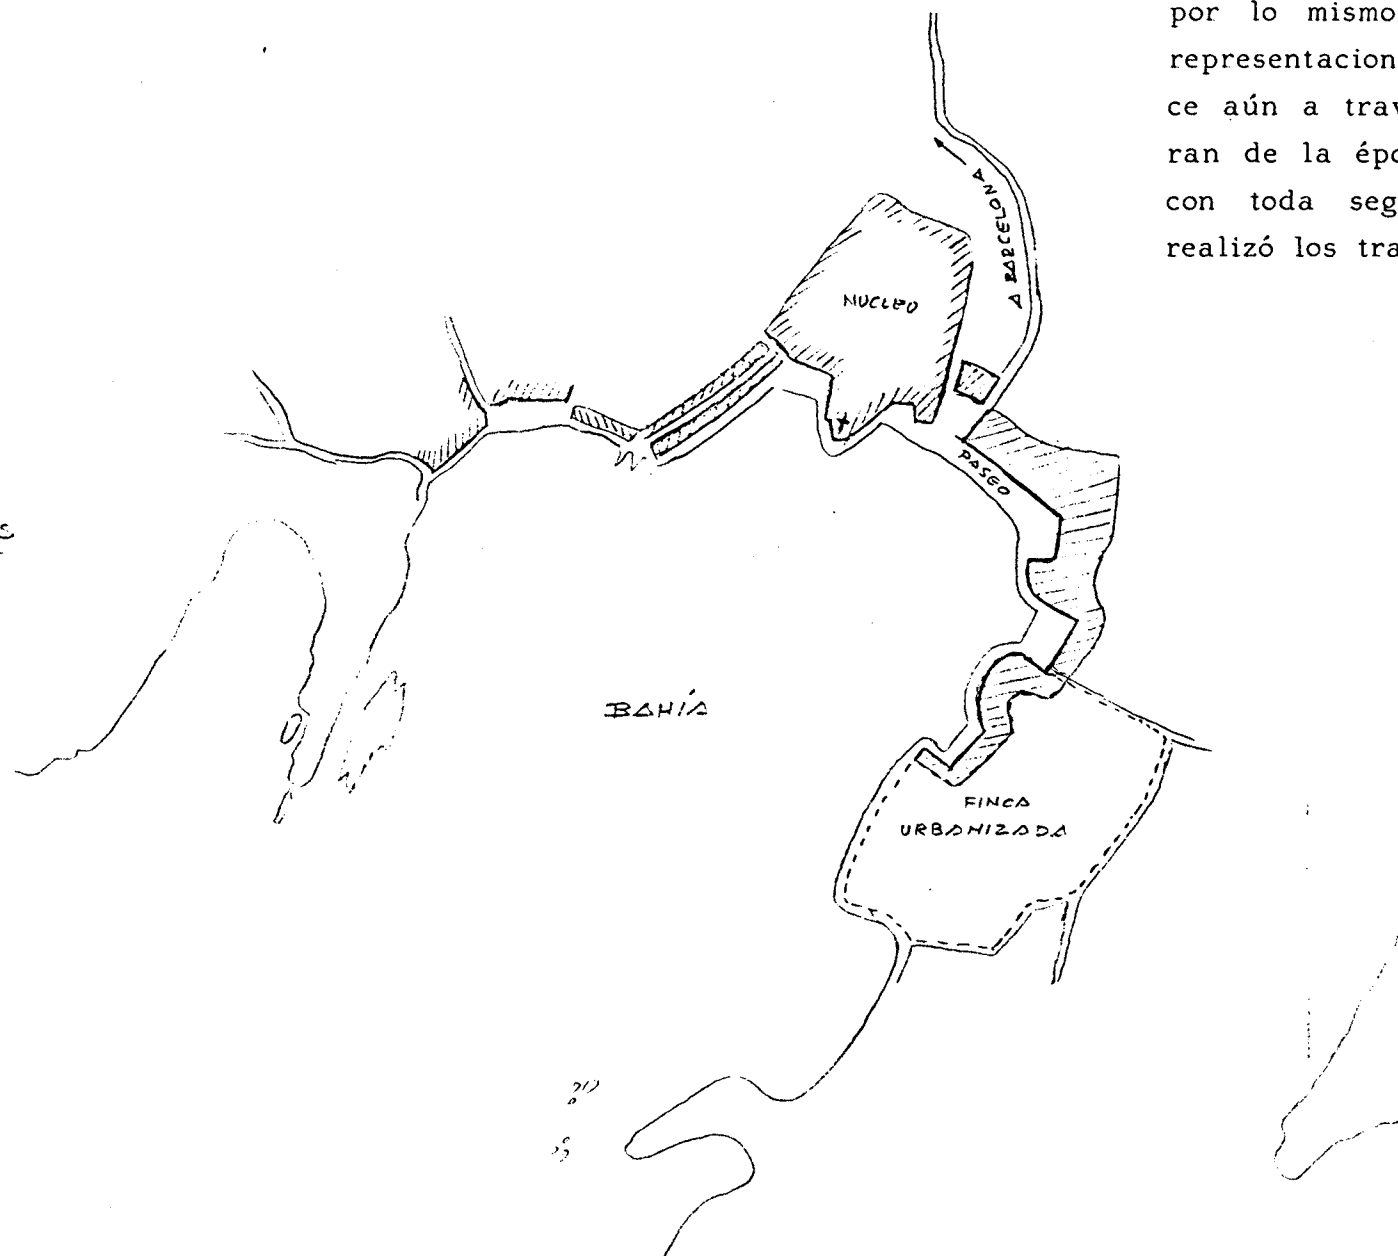 por lo mismo
representacion
ce aún a trav
ran de la épo
con toda seg
realizó los tra
A BARCELONA
NUCLEO
PASEO
BAHÍA
FINCA
URBANIZADA